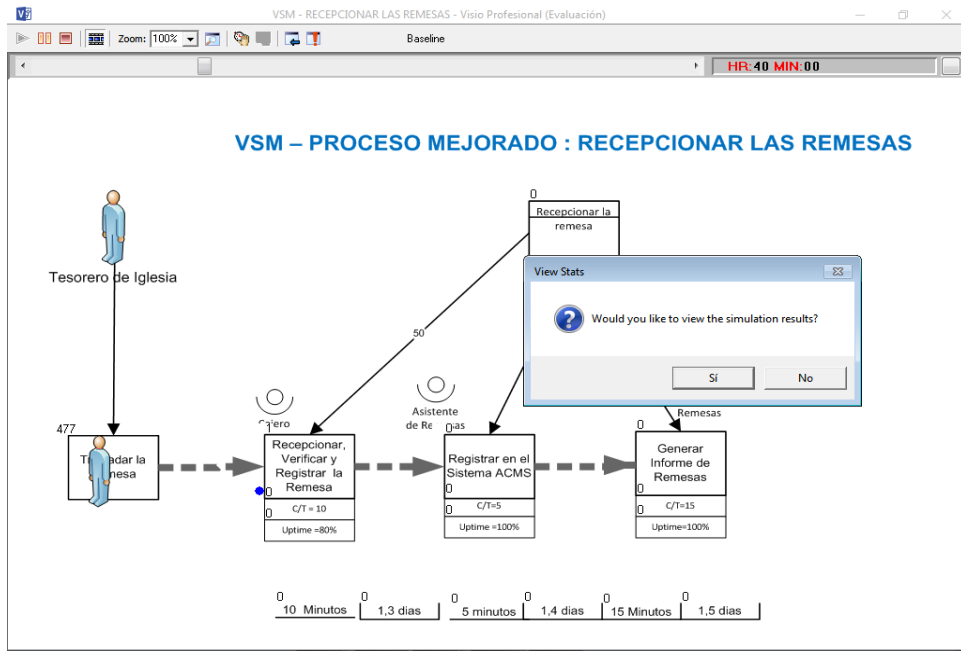 VSM - RECEPCIONAR LAS REMESAS - Visio Profesional (Evaluación)
Zoom: 100%
Baseline
HR:40 MIN:00
VSM – PROCESO MEJORADO : RECEPCIONAR LAS REMESAS
0
Recepcionar la
remesa
Tesorero de Iglesia
View Stats
Would you like to view the simulation results?
Sí
No
50
Asistente
de Re
as
Remesas
477
1
0
0
la
Recepcionar,
Verificar y
Registrar la
Remesa
0
C/T = 10
0
Uptime =80%
Registrar en el
Sistema ACMS
0
C/T=5
0
Uptime =100%
Generar
Informe de
Remesas
0
C/T=15
0
Uptime=100%
0
10 Minutos
0
1,3 dias
0
5 minutos
0
1,4 dias
0
15 Minutos
0
1,5 dias